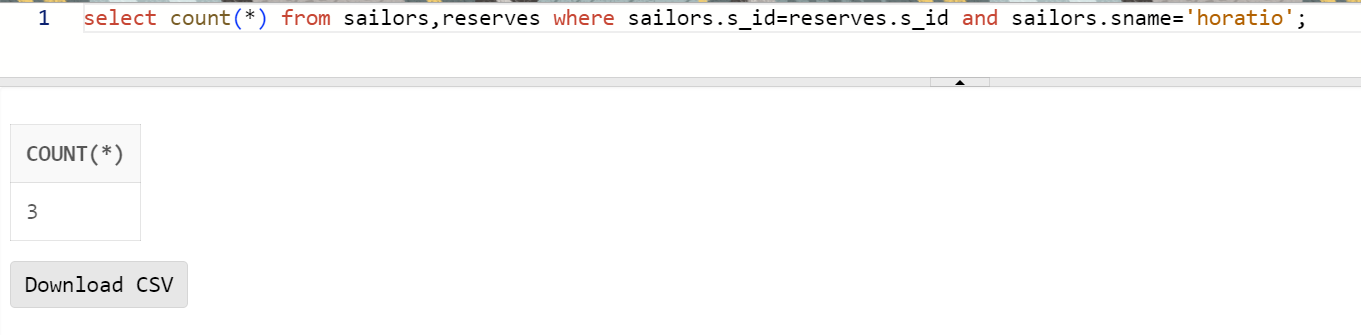 1 select count(*) from sailors,reserves where sailors.s_id=reserves.s_id and sailors.sname='horatio';
COUNT(*)
3
Download CSV